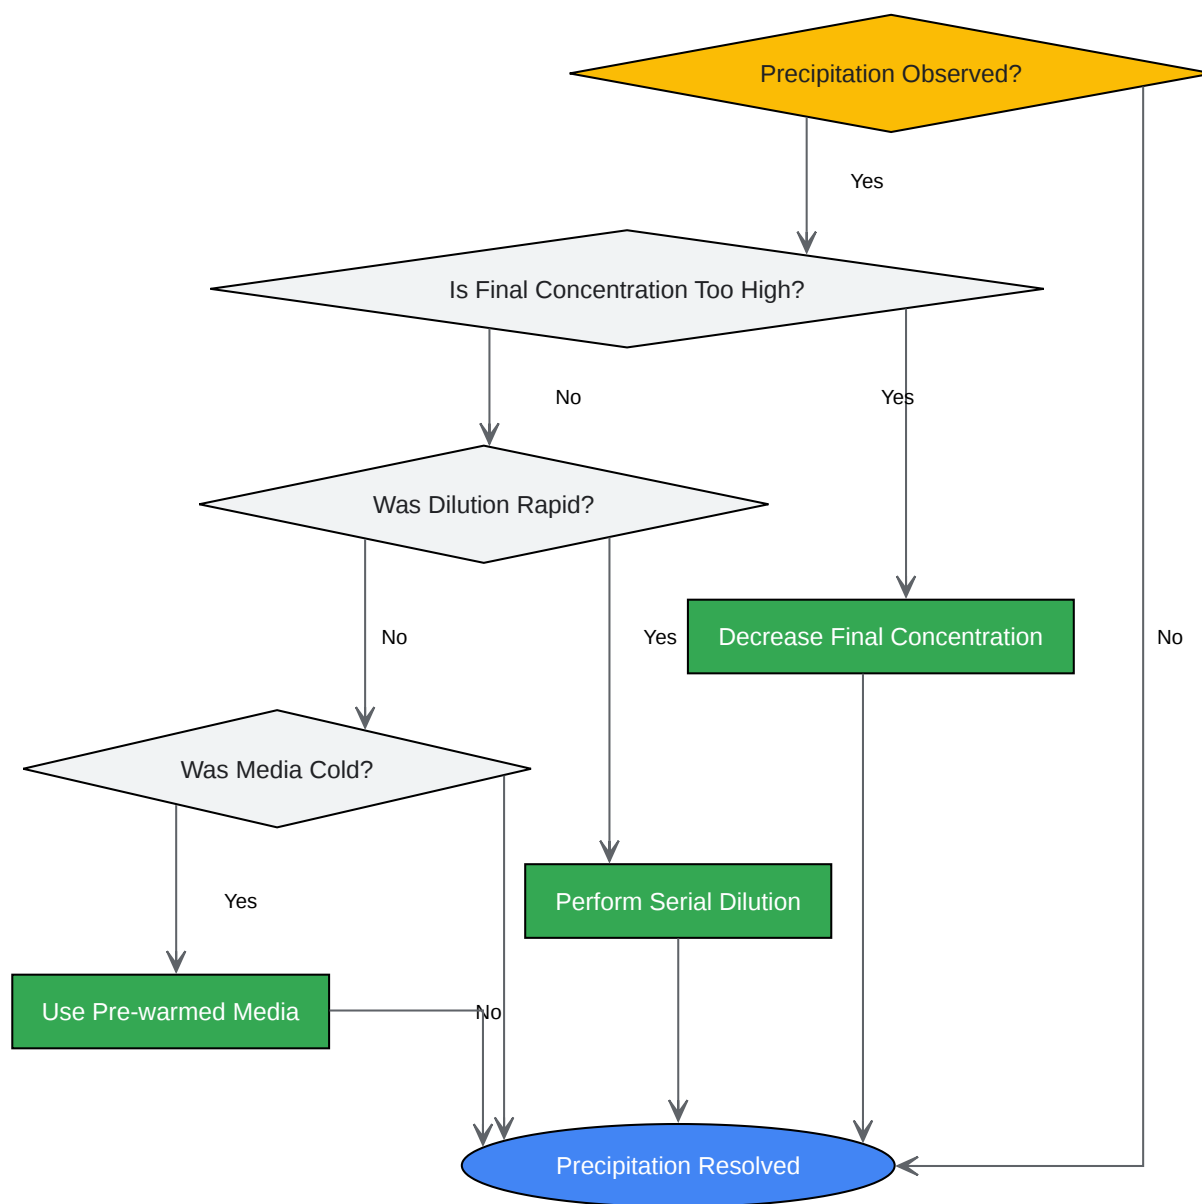 Precipitation Observed?
Yes
Is Final Concentration Too High?
No
Yes
Was Dilution Rapid?
No
Yes
Decrease Final Concentration
No
Was Media Cold?
Yes
Perform Serial Dilution
Use Pre-warmed Media
No
Precipitation Resolved